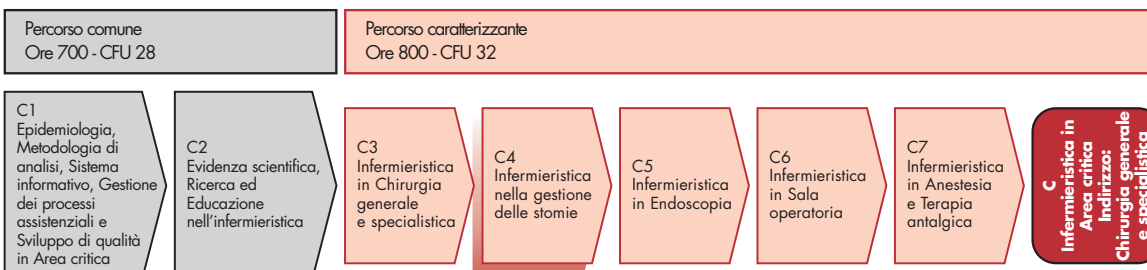 Percorso comune
Ore 700 - CFU 28
Percorso caratterizzante
Ore 800 - CFU 32
C1
Epidemiologia,
Metodologia di
analisi, Sistema
informativo, Gestione
dei processi
assistenziali e
Sviluppo di qualità
in Area critica
C2
Evidenza scientifica,
Ricerca ed
Educazione
nell'infermieristica
C3
Infermieristica
in Chirurgia
generale
e specialistica
C4
Infermieristica
nella gestione
delle stomie
C5
Infermieristica
in Endoscopia
C6
Infermieristica
in Sala
operatoria
C7
Infermieristica
in Anestesia
e Terapia
antalgica
C
Infermieristica in
Area critica
Indirizzo:
Chirurgia generale
e specialistica